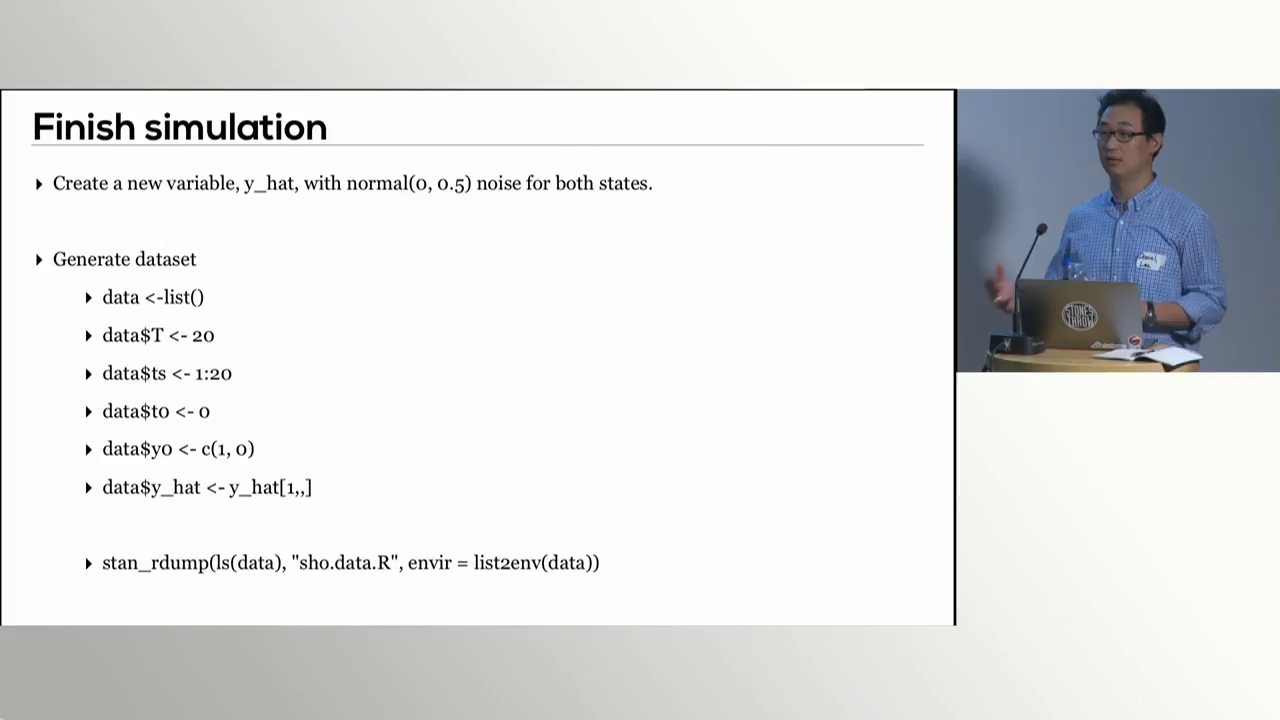 Finish simulation
Create a new variable, y_hat, with normal(0, 0.5) noise for both states.
Generate dataset
data <-list()
data$T <- 20
data$ts <- 1:20
data$t0 <- 0
data$y0 <- c(1, 0)
data$y_hat <- y_hat[1,,]
stan_rdump(ls(data), "sho.data.R", envir = list2env(data))
STONES
THROW